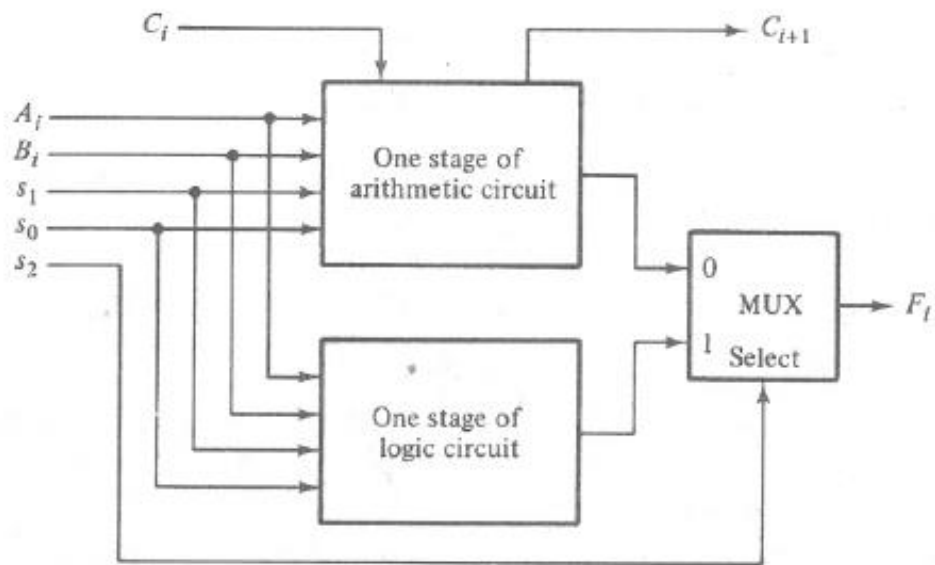 C_i
C_{i+1}
A_i
B_i
s_1
s_0
s_2
One stage of
arithmetic circuit
0
MUX
1
Select
F_i
One stage of
logic circuit